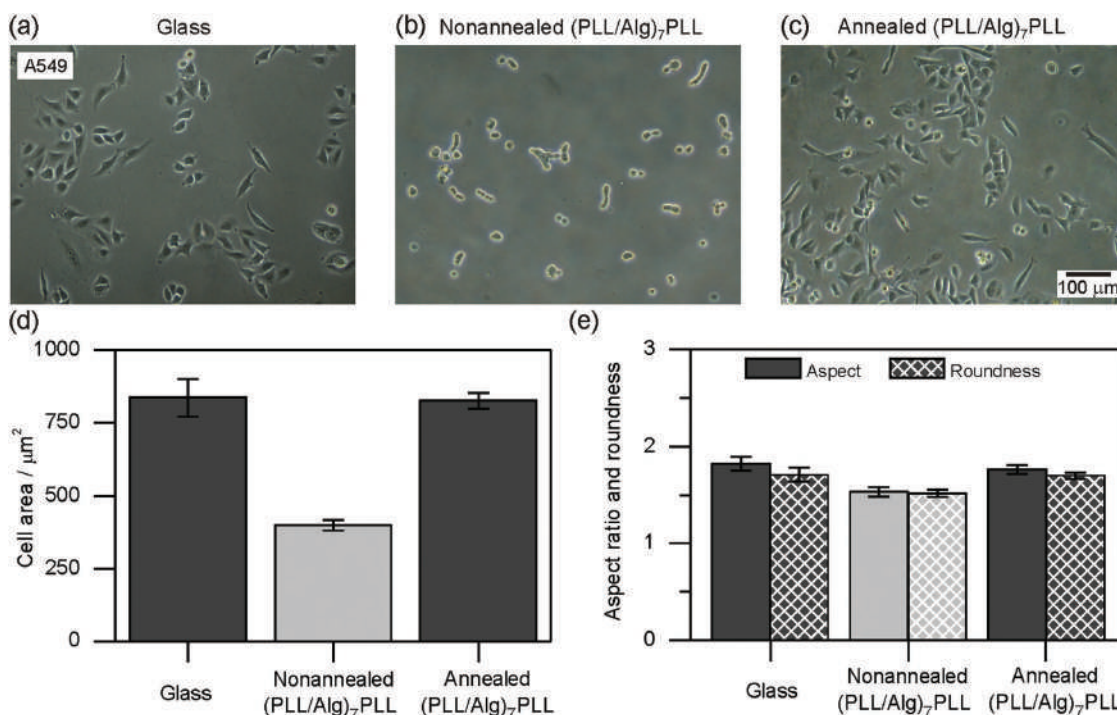 (a) Glass
(b) Nonannealed (PLL/Alg)₇PLL
(c) Annealed (PLL/Alg)₇PLL
A549
100 μm
(d)
1000
750
500
250
0
Cell area / μm²
Glass
Nonannealed
(PLL/Alg)₇PLL
Annealed
(PLL/Alg)₇PLL
(e)
3
2
1
0
Aspect ratio and roundness
Aspect
Roundness
Glass
Nonannealed
(PLL/Alg)₇PLL
Annealed
(PLL/Alg)₇PLL